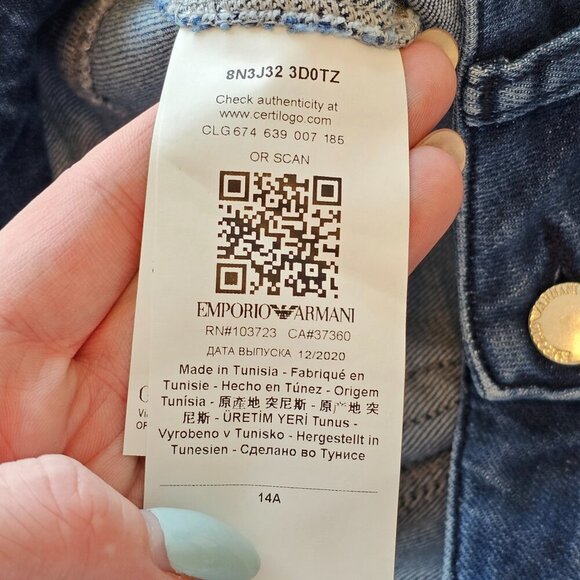 8N3J32 3D0TZ
Check authenticity at
www.certilogo.com
CLG 674 639 007 185
OR SCAN
EMPORIO ARMANI
RN#103723 CA#37360
ДАТА ВЫПУСКА 12/2020
Made in Tunisia - Fabriqué en
Tunisie - Hecho en Túnez - Origem
Tunísia - 原產地 突尼斯 - 原产地 突
尼斯 - ÜRETİM YERİ Tunus -
Vyrobeno v Tunisko - Hergestellt in
Tunesien - Сделано во Тунисе
14A